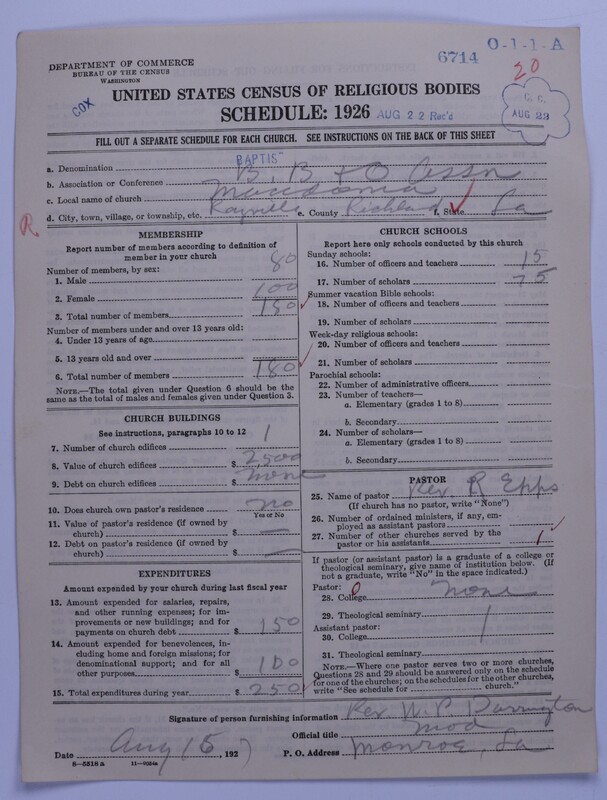 DEPARTMENT OF COMMERCE
BUREAU OF THE CENSUS
WASHINGTON
6714
O-1-1-A
20
COX
UNITED STATES CENSUS OF RELIGIOUS BODIES
SCHEDULE: 1926
AUG 22 Rec'd
G. C.
AUG 29
FILL OUT A SEPARATE SCHEDULE FOR EACH CHURCH. SEE INSTRUCTIONS ON THE BACK OF THIS SHEET
a. Denomination BAPTIS
b. Association or Conference B. B + O Assn
c. Local name of church Macedonia
d. City, town, village, or township, etc. Rayville e. County Richland f. State La
R.
MEMBERSHIP
Report number of members according to definition of
member in your church
Number of members, by sex:
1. Male 80
2. Female 100
3. Total number of members 180
Number of members under and over 13 years old:
4. Under 13 years of age
5. 13 years old and over
6. Total number of members 180
NOTE.—The total given under Question 6 should be the
same as the total of males and females given under Question 3.
CHURCH BUILDINGS
See instructions, paragraphs 10 to 12
7. Number of church edifices 1
8. Value of church edifices $ 2,500
9. Debt on church edifices $ none
10. Does church own pastor's residence no
Yes or No
11. Value of pastor's residence (if owned by
church) $ —
12. Debt on pastor's residence (if owned by
church) $ —
EXPENDITURES
Amount expended by your church during last fiscal year
13. Amount expended for salaries, repairs,
and other running expenses; for im-
provements or new buildings; and for
payments on church debt $ 150
14. Amount expended for benevolences, in-
cluding home and foreign missions; for
denominational support; and for all
other purposes $ 100
15. Total expenditures during year $ 250
CHURCH SCHOOLS
Report here only schools conducted by this church
Sunday schools:
16. Number of officers and teachers 15
17. Number of scholars 75
Summer vacation Bible schools:
18. Number of officers and teachers
19. Number of scholars
Week-day religious schools:
20. Number of officers and teachers
21. Number of scholars
Parochial schools:
22. Number of administrative officers
23. Number of teachers—
a. Elementary (grades 1 to 8)
b. Secondary
24. Number of scholars—
a. Elementary (grades 1 to 8)
b. Secondary
PASTOR
25. Name of pastor Rev. R Epps
(If church has no pastor, write "None")
26. Number of ordained ministers, if any, em-
ployed as assistant pastors
27. Number of other churches served by the
pastor or his assistants 1
If pastor (or assistant pastor) is a graduate of a college or
theological seminary, give name of institution below. (If
not a graduate, write "No" in the space indicated.)
Pastor:
28. College 0 none
29. Theological seminary
Assistant pastor:
30. College
31. Theological seminary
NOTE.—Where one pastor serves two or more churches,
Questions 28 and 29 should be answered only on the schedule
for one of the churches; on the schedules for the other churches,
write "See schedule for church."
Signature of person furnishing information Rev. W. P. Darrington
Official title Mod
Date Aug 15, 1927 P. O. Address Monroe, La
6—5518a 11—9264a